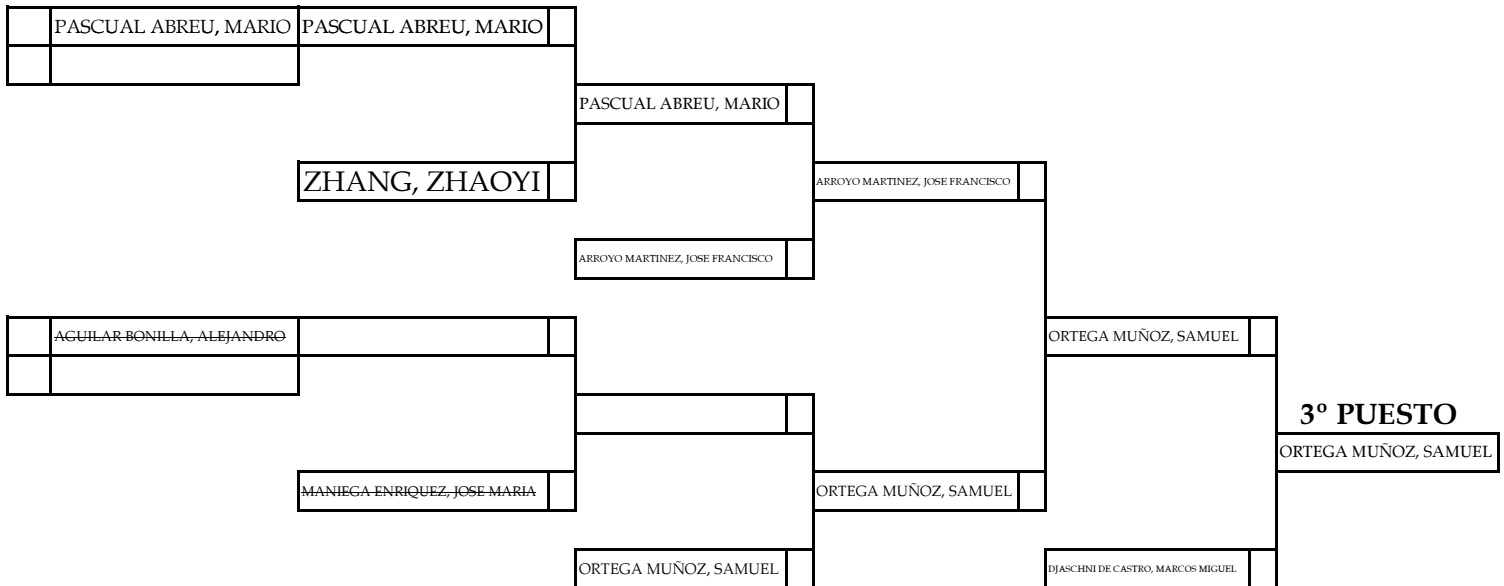 PASCUAL ABREU, MARIO PASCUAL ABREU, MARIO
PASCUAL ABREU, MARIO
ZHANG, ZHAOYI ARROYO MARTINEZ, JOSE FRANCISCO
ARROYO MARTINEZ, JOSE FRANCISCO
AGUILAR BONILLA, ALEJANDRO ORTEGA MUÑOZ, SAMUEL
3º PUESTO
ORTEGA MUÑOZ, SAMUEL
MANIEGA ENRIQUEZ, JOSE MARIA ORTEGA MUÑOZ, SAMUEL
ORTEGA MUÑOZ, SAMUEL DJASCHNI DE CASTRO, MARCOS MIGUEL